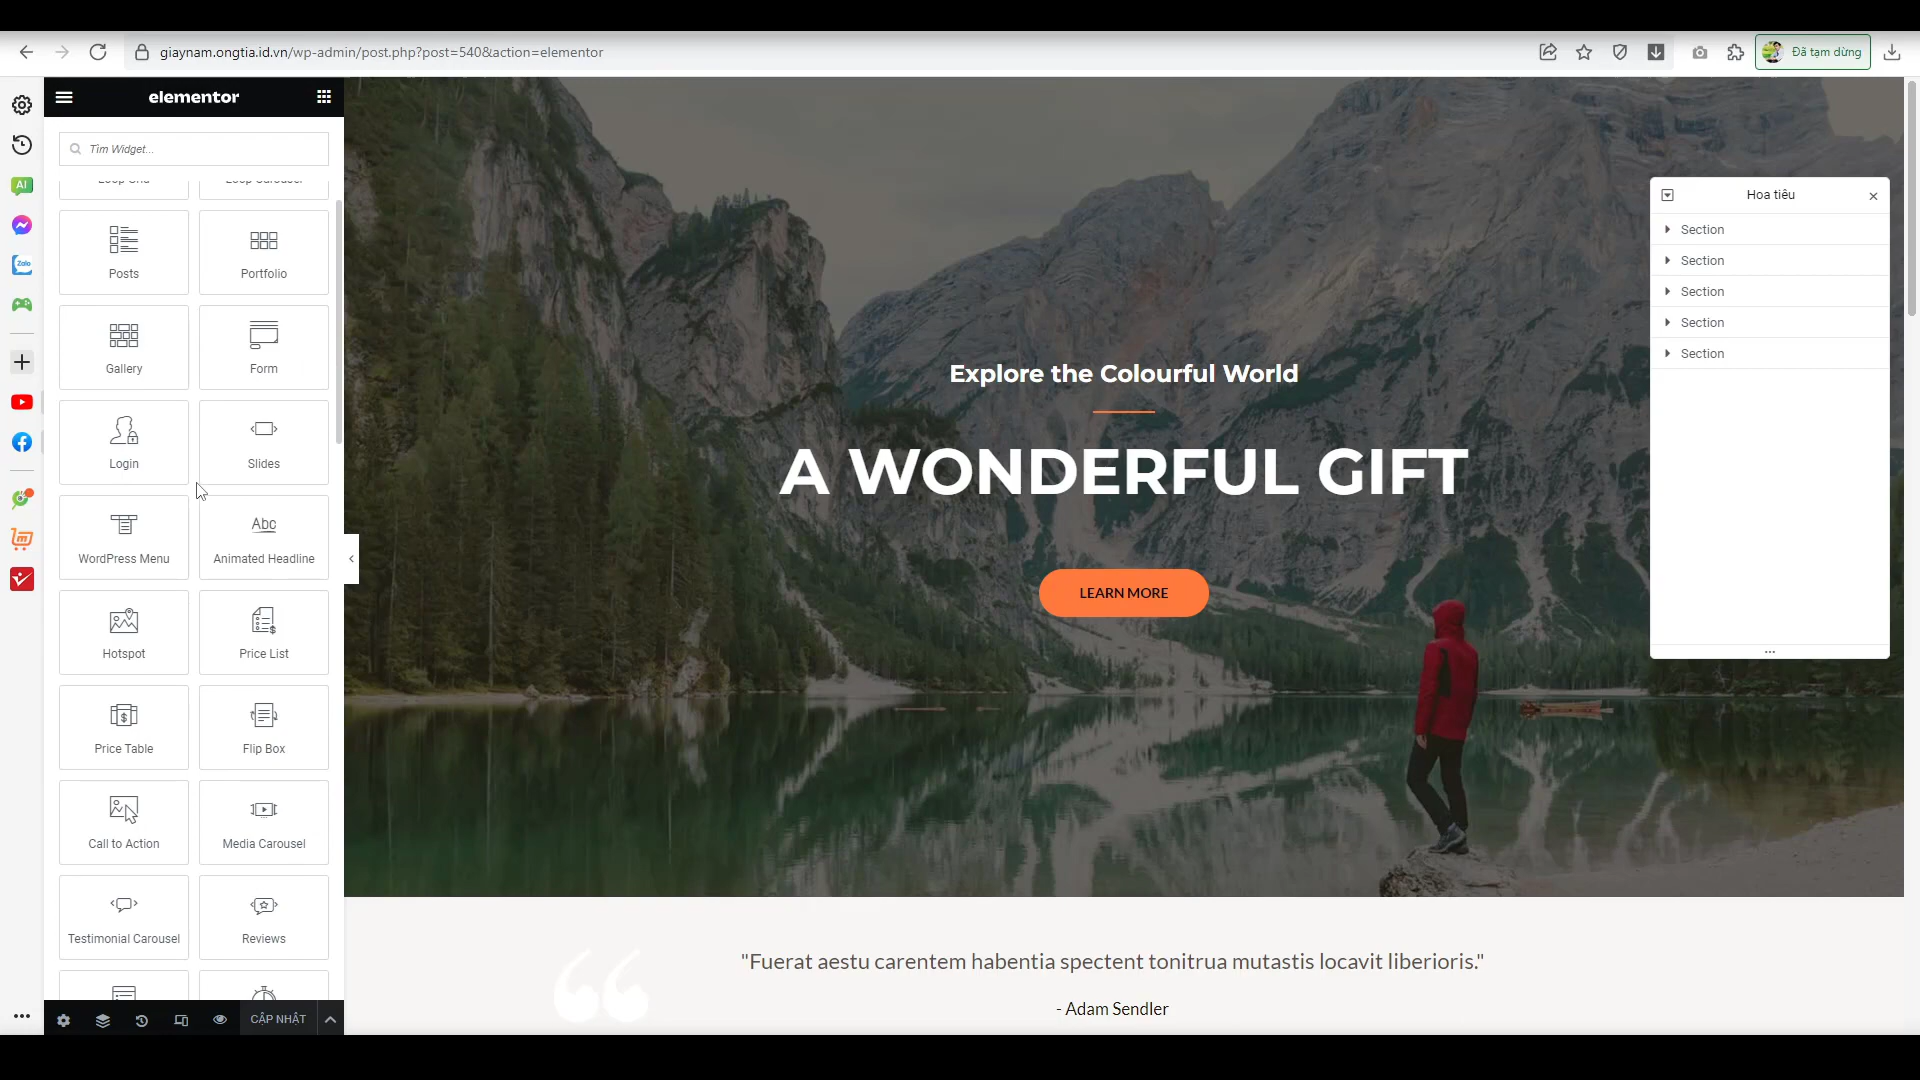 giaynam.ongtia.id.vn/wp-admin/post.php?post=540&action=elementor
Đã tạm dừng
elementor
Tìm Widget...
AI
Zalo
Posts
Portfolio
Gallery
Form
Login
Slides
Abc
WordPress Menu
Animated Headline
Hotspot
Price List
Price Table
Flip Box
Call to Action
Media Carousel
Testimonial Carousel
Reviews
CẬP NHẬT
Explore the Colourful World
A WONDERFUL GIFT
LEARN MORE
"Fuerat aestu carentem habentia spectent tonitrua mutastis locavit liberioris."
- Adam Sendler
Hoa tiêu
Section
Section
Section
Section
Section